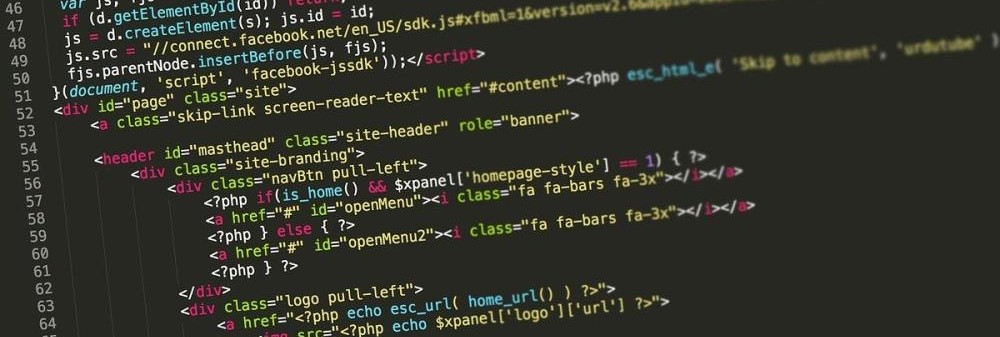 46 var js, fjs
47 if (d.getElementById(id)) return;
48 js = d.createElement(s); js.id = id;
49 js.src = "//connect.facebook.net/en_US/sdk.js#xfbml=1&version=v2.6&appId=
50 fjs.parentNode.insertBefore(js, fjs);
51 }(document, 'script', 'facebook-jssdk'));</script>
52 <div id="page" class="site">
53 <a class="skip-link screen-reader-text" href="#content"><?php esc_html_e( 'Skip to content', 'urdutube' )
54
55 <header id="masthead" class="site-header" role="banner">
56 <div class="site-branding">
57 <div class="navBtn pull-left">
58 <?php if(is_home() && $xpanel['homepage-style'] == 1) { ?>
59 <a href="#" id="openMenu"><i class="fa fa-bars fa-3x"></i></a>
60 <?php } else { ?>
61 <a href="#" id="openMenu2"><i class="fa fa-bars fa-3x"></i></a>
62 <?php } ?>
63 </div>
64 <div class="logo pull-left">
<a href="<?php echo esc_url( home_url() ) ?>">
<img src="<?php echo $xpanel['logo']['url'] ?>">